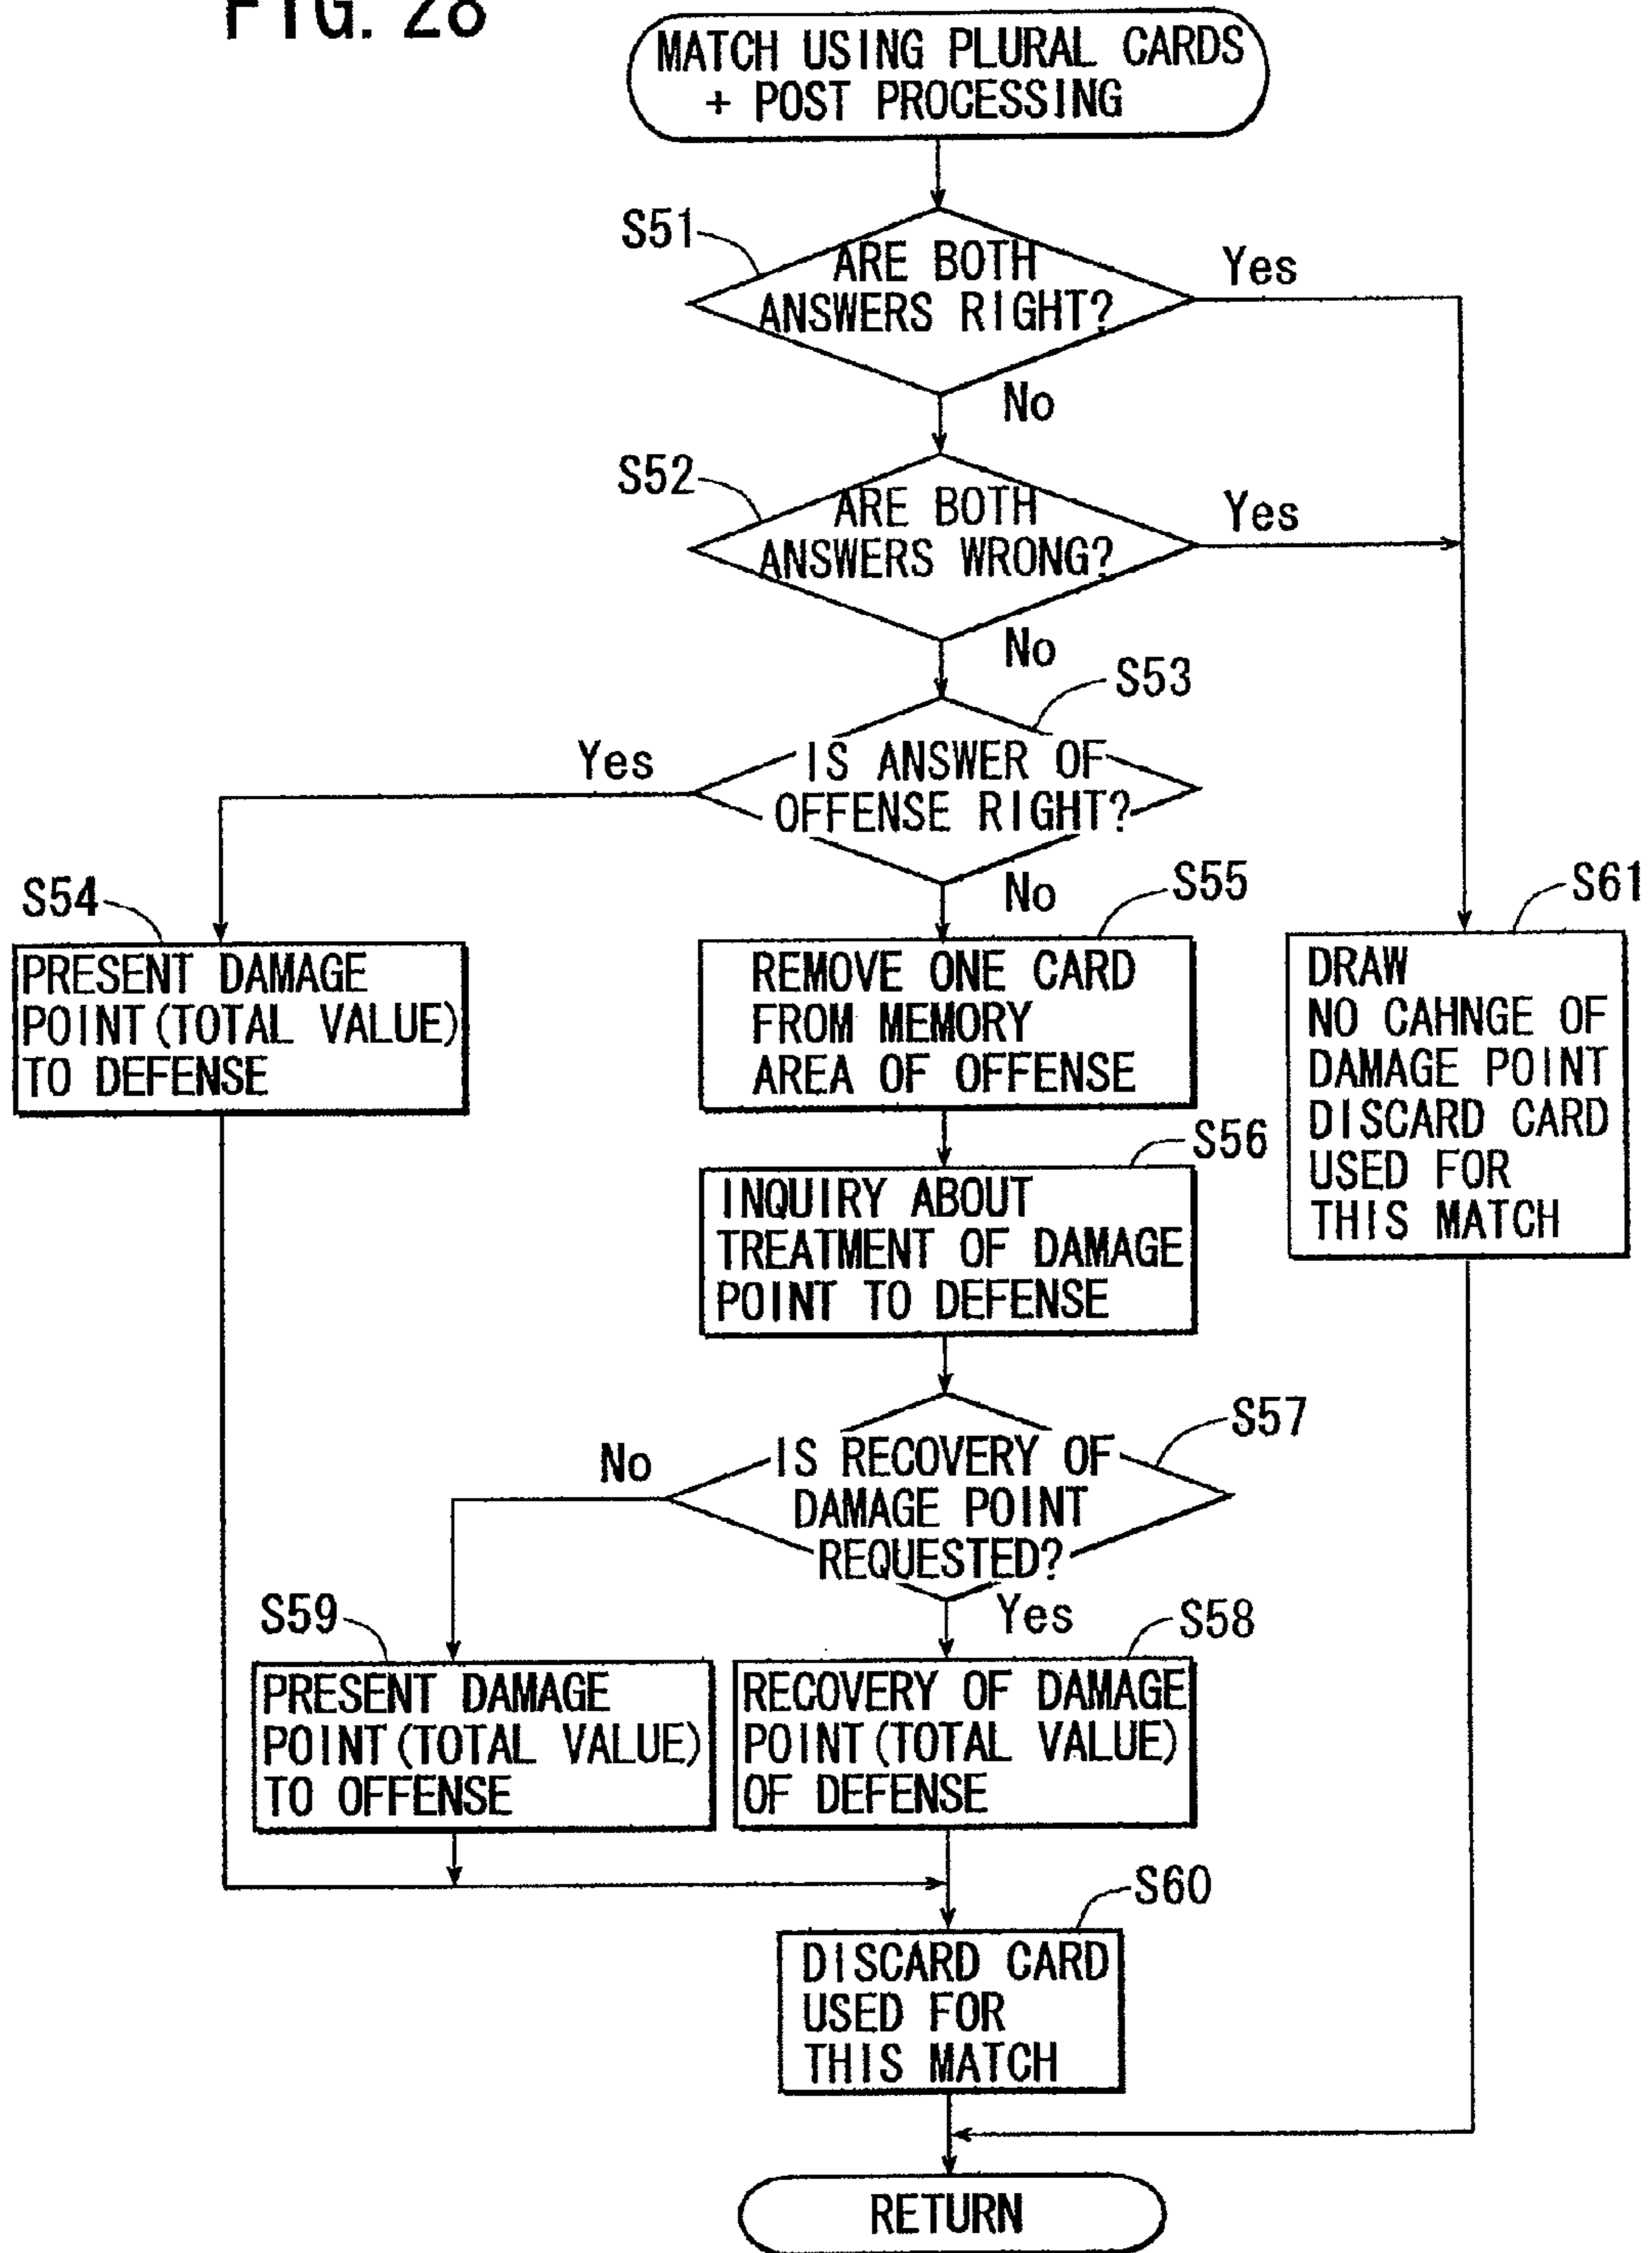 FIG. 28
MATCH USING PLURAL CARDS
+ POST PROCESSING
S51
ARE BOTH
ANSWERS RIGHT?
Yes
No
S52
ARE BOTH
ANSWERS WRONG?
Yes
No
S53
IS ANSWER OF
OFFENSE RIGHT?
Yes
No
S54
PRESENT DAMAGE
POINT(TOTAL VALUE)
TO DEFENSE
S55
REMOVE ONE CARD
FROM MEMORY
AREA OF OFFENSE
S61
DRAW
NO CAHNGE OF
DAMAGE POINT
DISCARD CARD
USED FOR
THIS MATCH
S56
INQUIRY ABOUT
TREATMENT OF DAMAGE
POINT TO DEFENSE
S57
IS RECOVERY OF
DAMAGE POINT
REQUESTED?
No
Yes
S59
PRESENT DAMAGE
POINT(TOTAL VALUE)
TO OFFENSE
S58
RECOVERY OF DAMAGE
POINT(TOTAL VALUE)
OF DEFENSE
S60
DISCARD CARD
USED FOR
THIS MATCH
RETURN